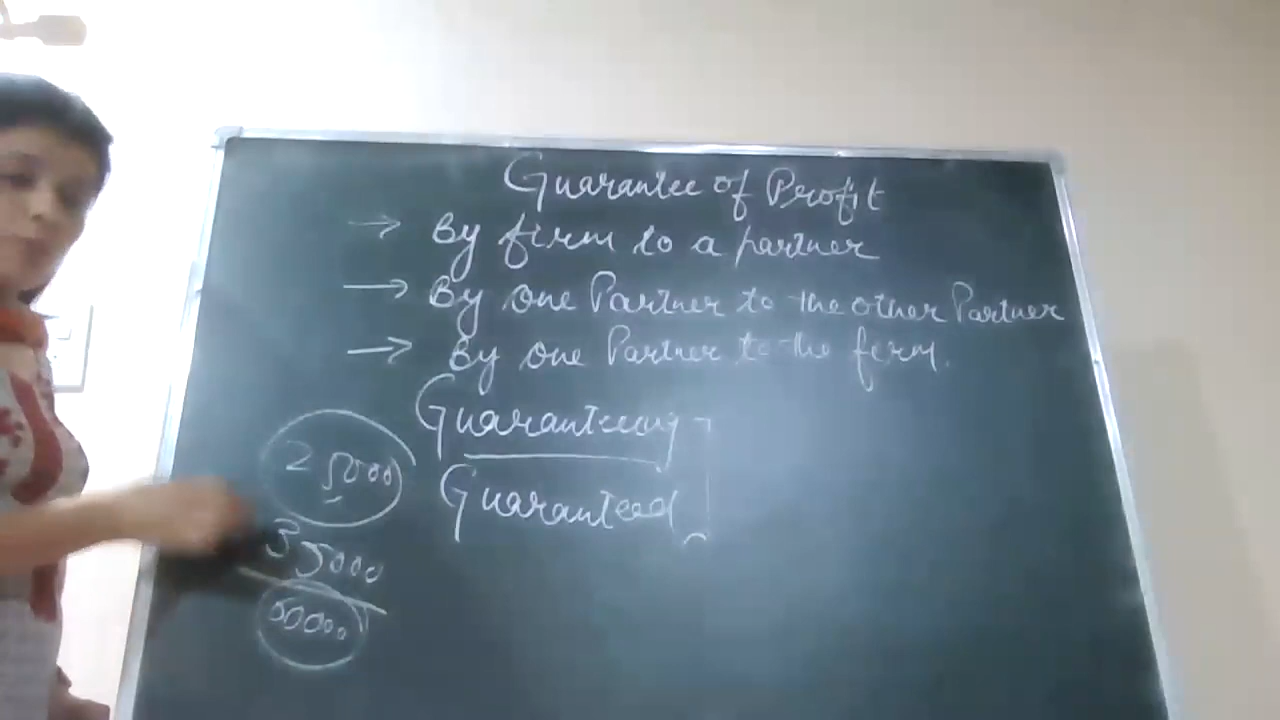 Guarantee of Profit
→ By firm to a partner
→ By one Partner to the other Partner
→ By one Partner to the firm.
Guaranteeing
Guaranteed
25000
35000